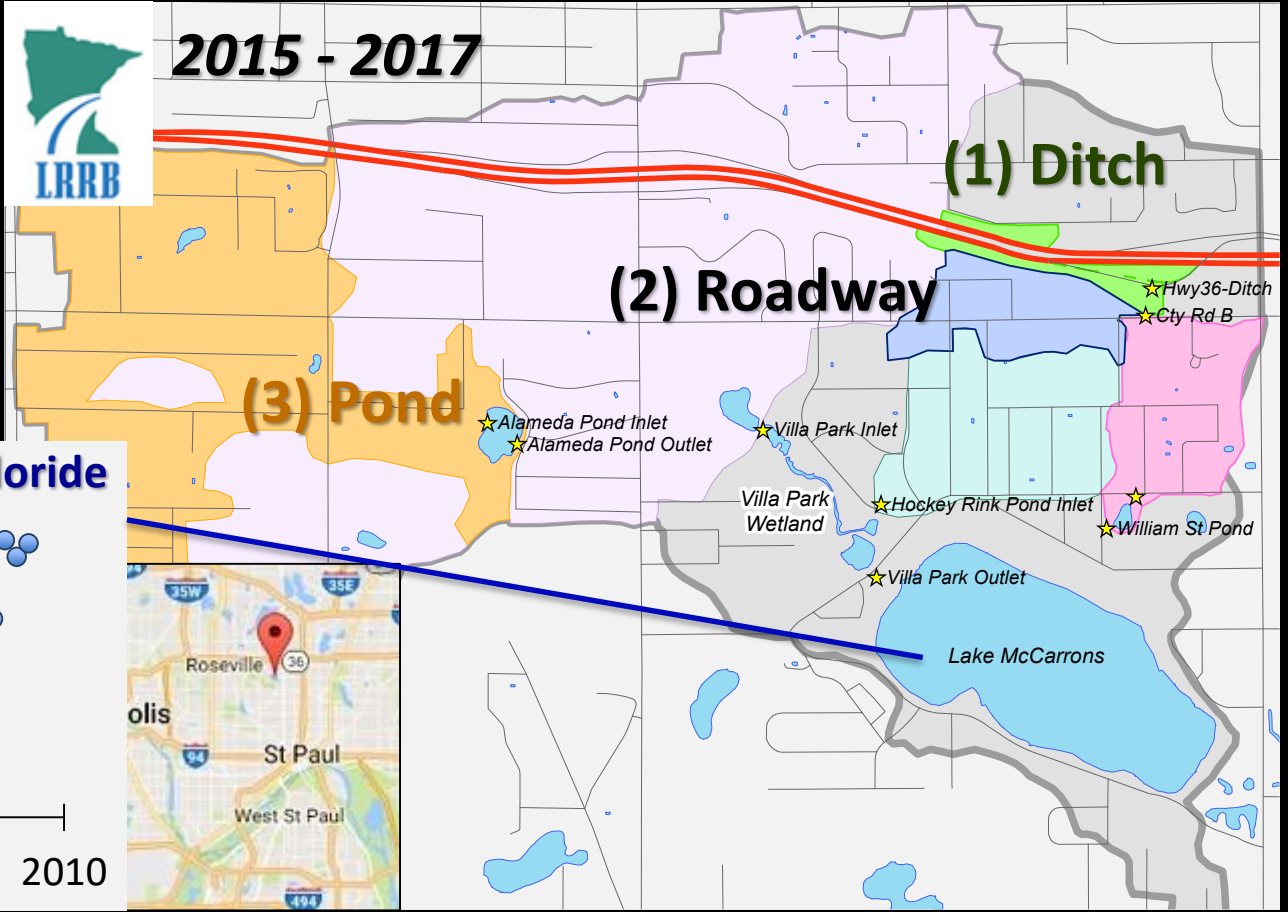 LRRB
2015 - 2017
(1) Ditch
(2) Roadway
Hwy36-Ditch
Cty Rd B
(3) Pond
Alameda Pond Inlet
Alameda Pond Outlet
Villa Park Inlet
Villa Park
Wetland
Hockey Rink Pond Inlet
William St Pond
Villa Park Outlet
Lake McCarrons
loride
2010
35W
35E
Roseville
36
olis
94
St Paul
West St Paul
494